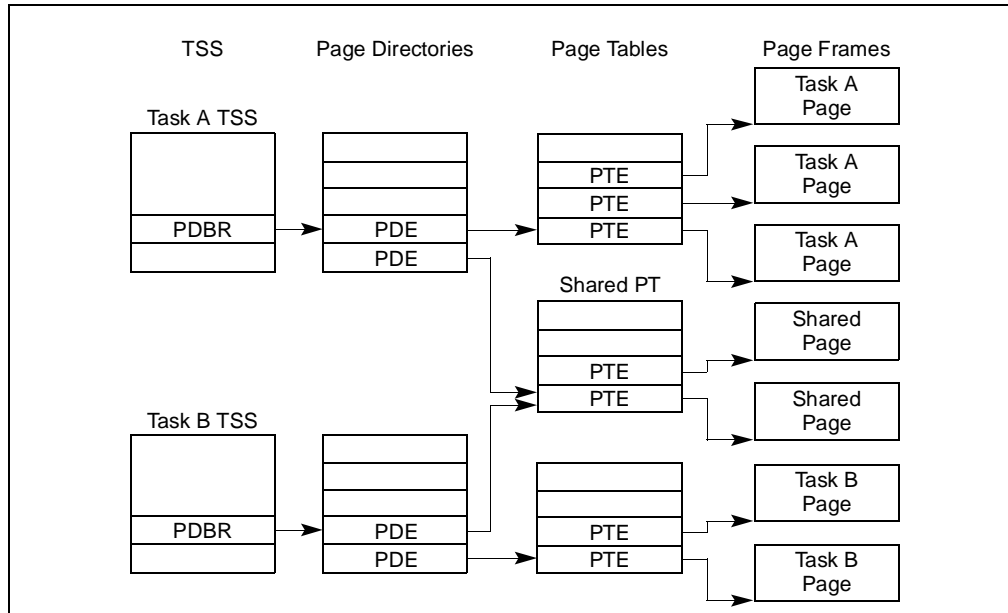 TSS
Page Directories
Page Tables
Page Frames
Task A
Page
Task A TSS
PTE
Task A
Page
PTE
PDBR
PDE
PTE
Task A
Page
PDE
Shared PT
Shared
Page
PTE
PTE
Shared
Page
Task B TSS
Task B
Page
PDBR
PDE
PTE
PDE
PTE
Task B
Page